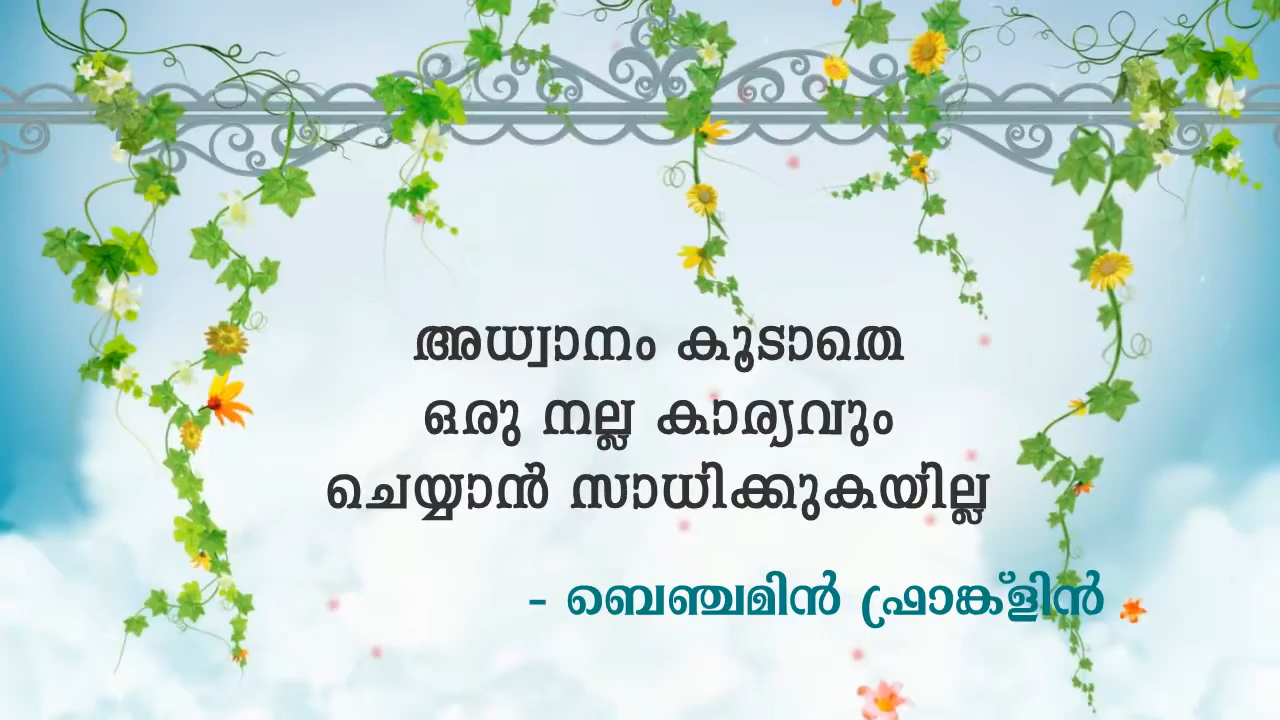 അധ്വാനം കൂടാതെ
ഒരു നല്ല കാര്യവും
ചെയ്യാൻ സാധിക്കുകയില്ല
- ബെഞ്ചമിൻ ഫ്രാങ്ക്ളിൻ